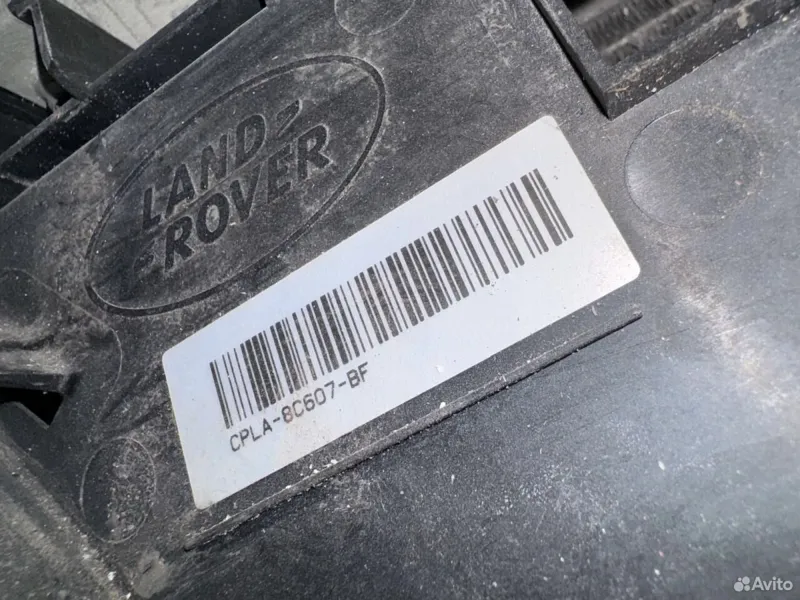 LAND
ROVER
CPLA-8C607-BF
Avito